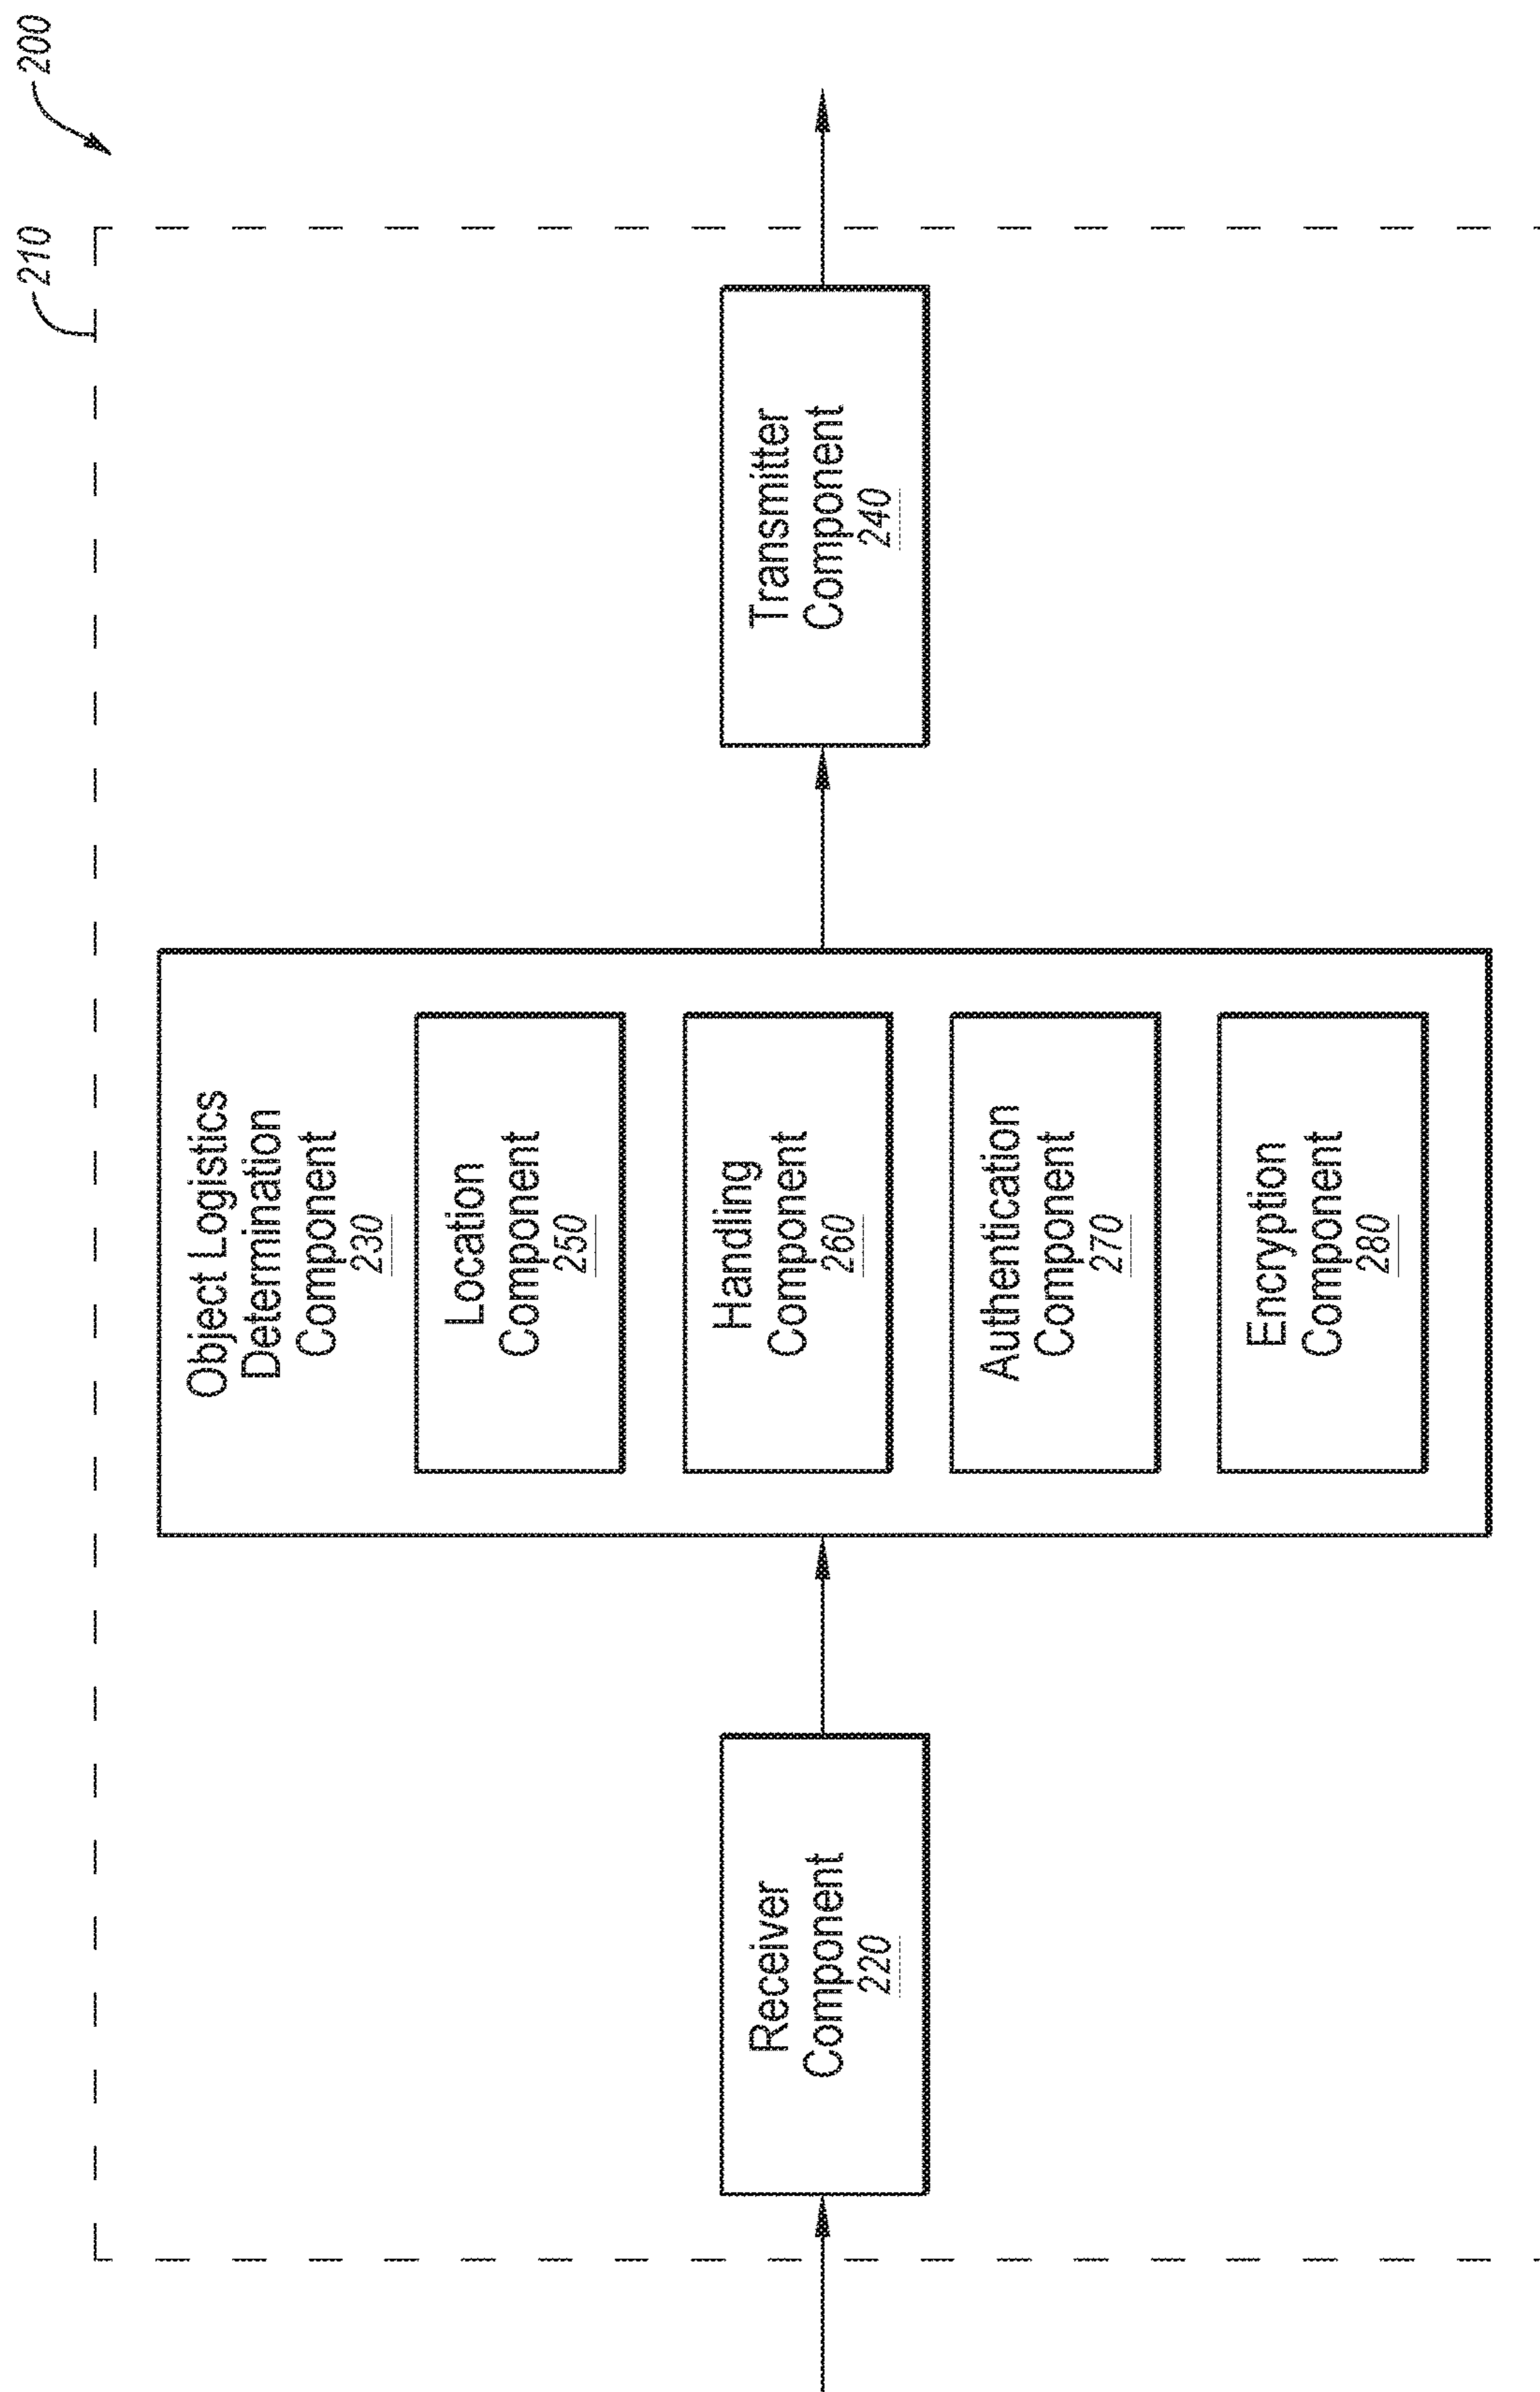 200
210
Receiver
Component
220
Object Logistics
Determination
Component
230
Location
Component
250
Handling
Component
260
Authentication
Component
270
Encryption
Component
280
Transmitter
Component
240